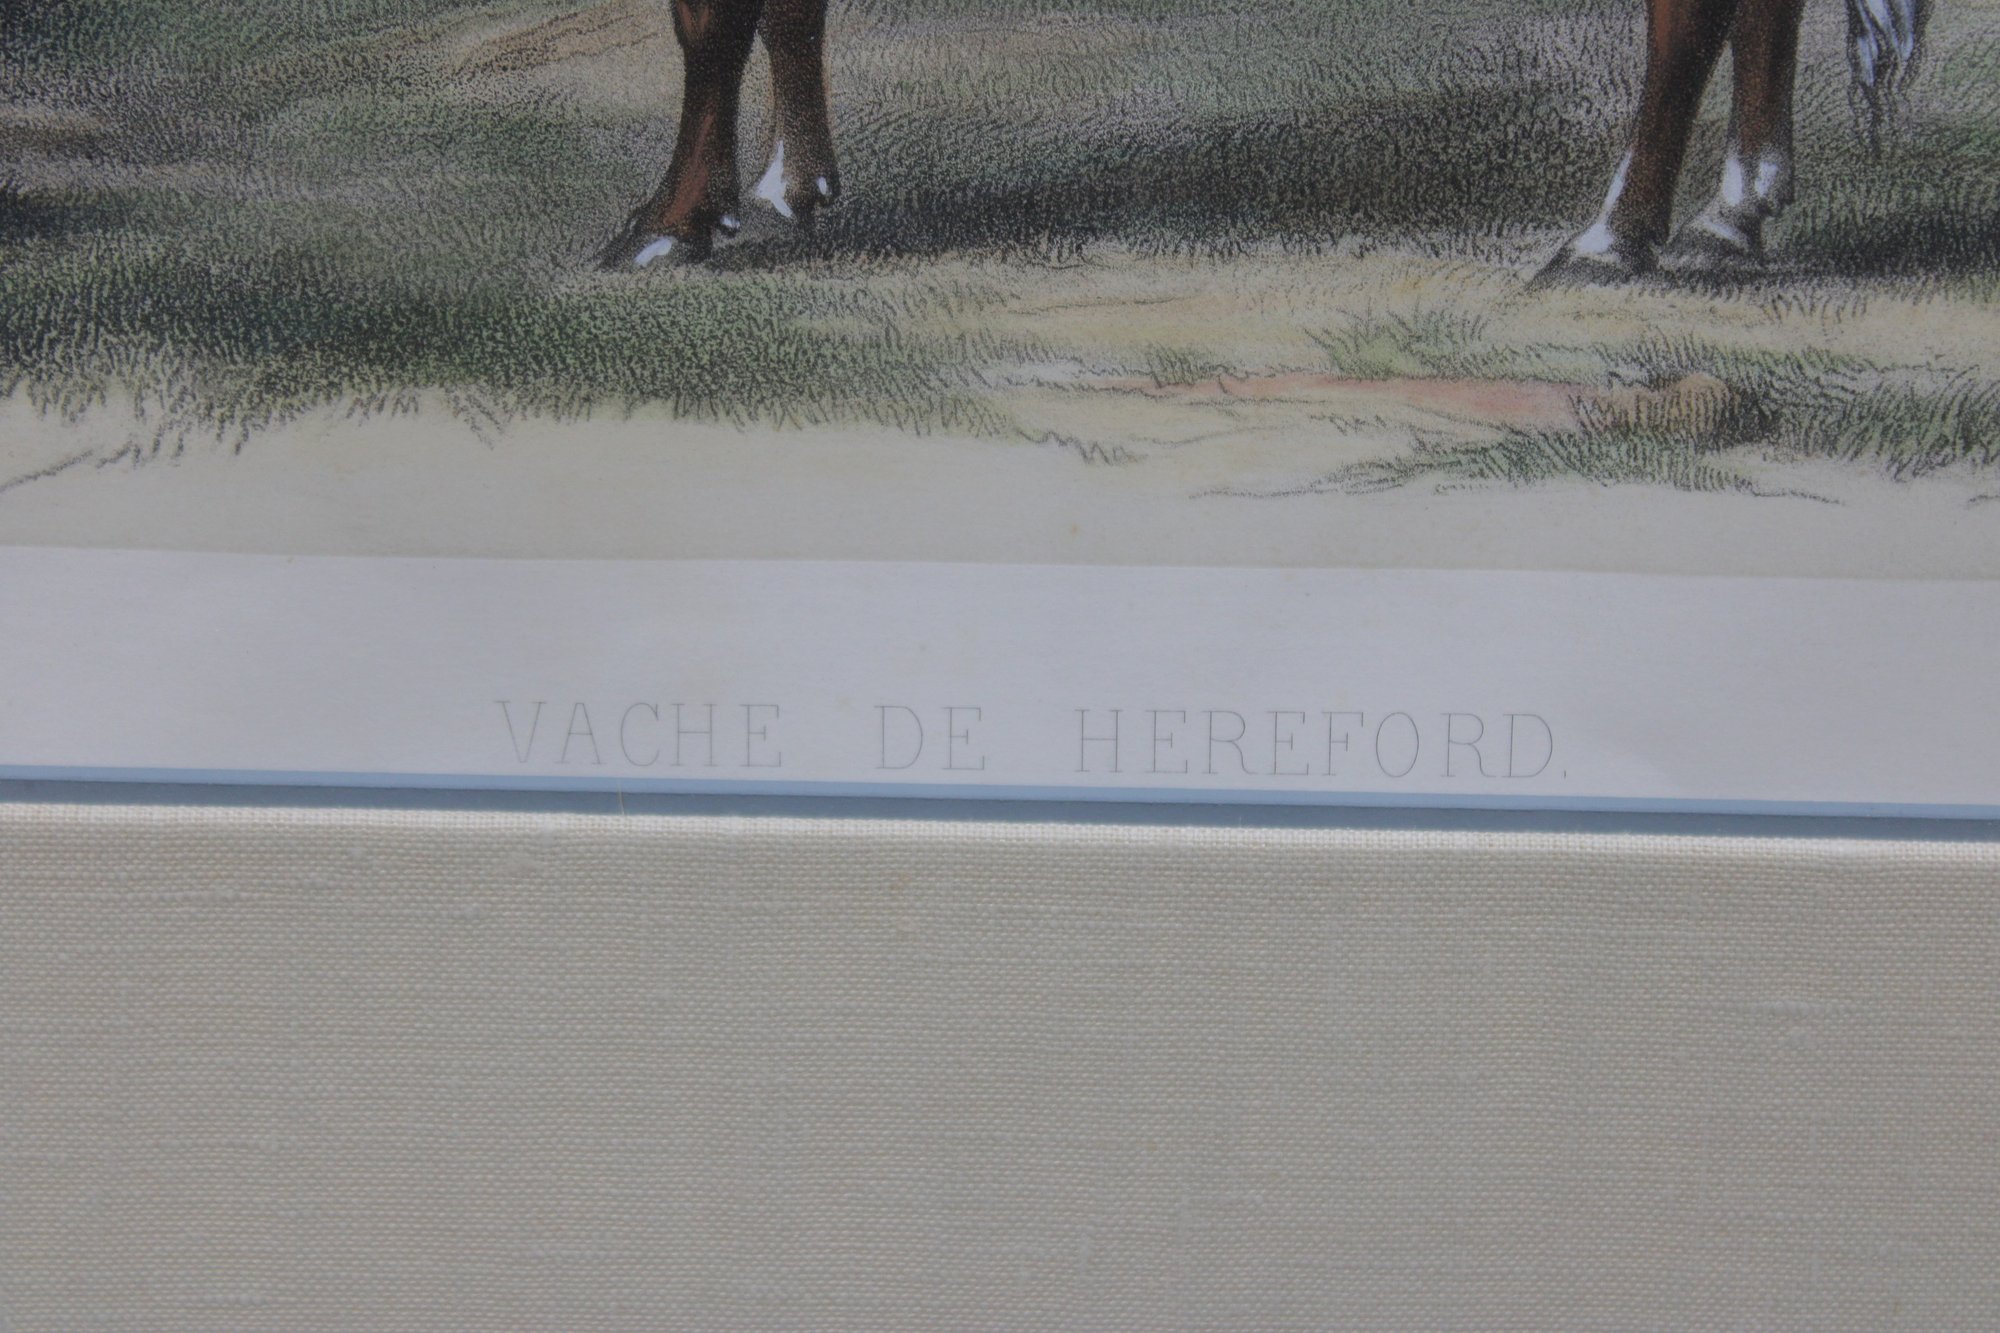 VACHE DE HEREFORD.